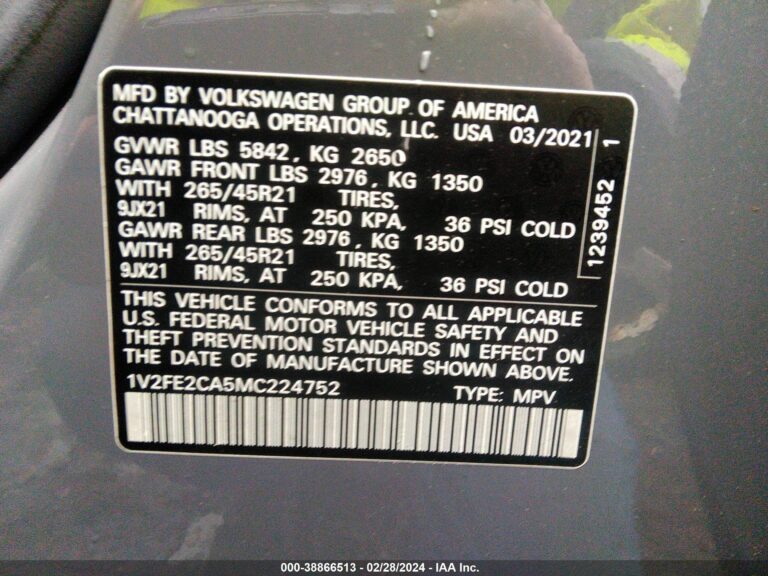 MFD BY VOLKSWAGEN GROUP OF AMERICA
CHATTANOOGA OPERATIONS, LLC. USA 03/2021
GVWR LBS 5842, KG 2650
GAWR FRONT LBS 2976, KG 1350
WITH 265/45R21 TIRES,
9JX21 RIMS, AT 250 KPA, 36 PSI COLD
GAWR REAR LBS 2976, KG 1350
WITH 265/45R21 TIRES,
9JX21 RIMS, AT 250 KPA, 36 PSI COLD
THIS VEHICLE CONFORMS TO ALL APPLICABLE
U.S. FEDERAL MOTOR VEHICLE SAFETY AND
THEFT PREVENTION STANDARDS IN EFFECT ON
THE DATE OF MANUFACTURE SHOWN ABOVE.
1V2FE2CA5MC224752 TYPE: MPV
1239452 1
000-38866513 - 02/28/2024 - IAA Inc.